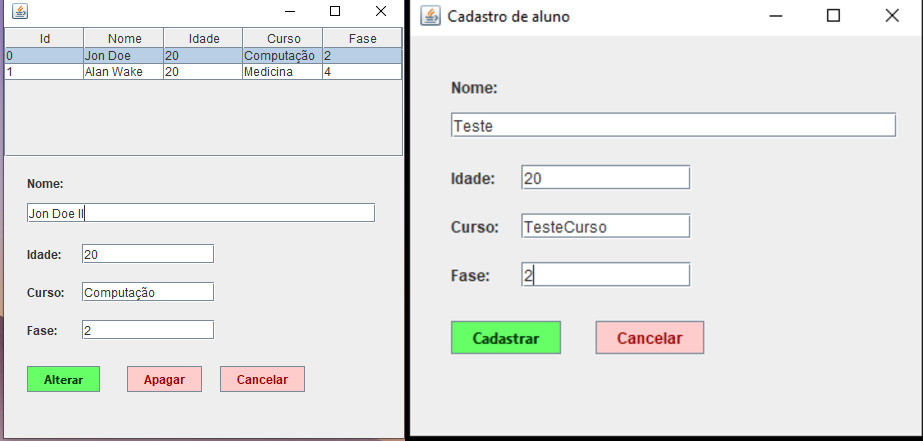 Id Nome Idade Curso Fase
0 Jon Doe 20 Computação 2
1 Alan Wake 20 Medicina 4
Nome:
Jon Doe II
Idade: 20
Curso: Computação
Fase: 2
Alterar Apagar Cancelar
Cadastro de aluno
Nome:
Teste
Idade: 20
Curso: TesteCurso
Fase: 2
Cadastrar Cancelar